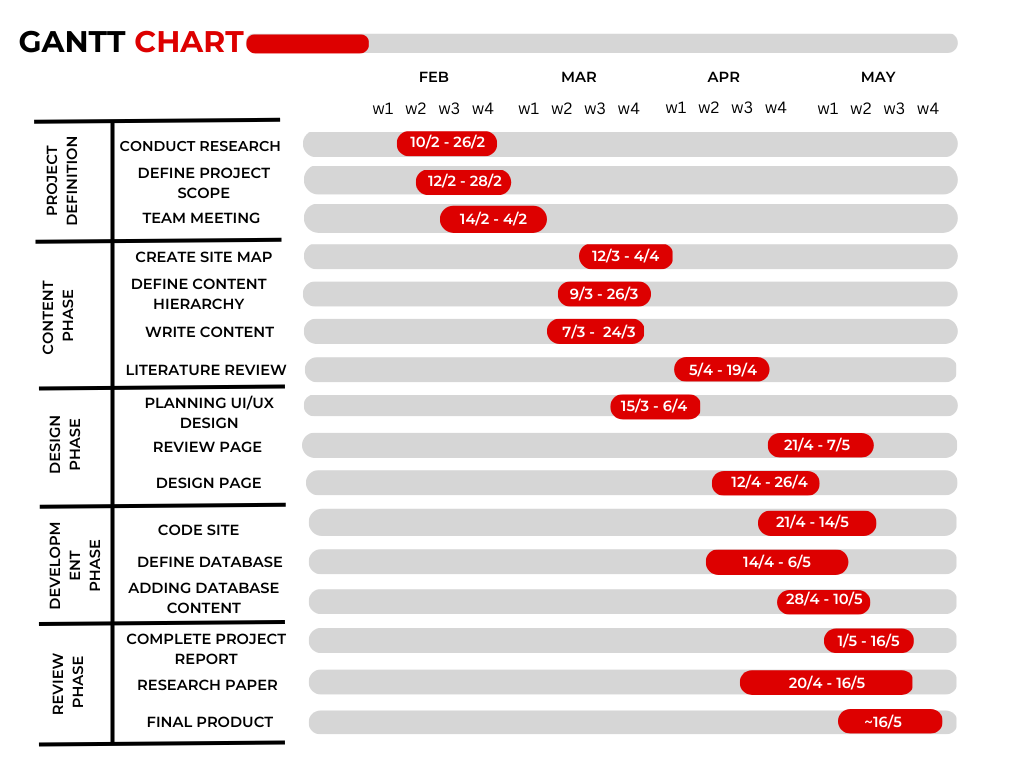 GANTT CHART
FEB MAR APR MAY
w1 w2 w3 w4 w1 w2 w3 w4 w1 w2 w3 w4 w1 w2 w3 w4
PROJECT
DEFINITION
CONDUCT RESEARCH 10/2 - 26/2
DEFINE PROJECT
SCOPE
12/2 - 28/2
TEAM MEETING 14/2 - 4/2
CONTENT
PHASE
CREATE SITE MAP 12/3 - 4/4
DEFINE CONTENT
HIERARCHY
9/3 - 26/3
WRITE CONTENT 7/3 - 24/3
LITERATURE REVIEW 5/4 - 19/4
DESIGN
PHASE
PLANNING UI/UX
DESIGN
15/3 - 6/4
REVIEW PAGE 21/4 - 7/5
DESIGN PAGE 12/4 - 26/4
DEVELOPM
ENT
PHASE
CODE SITE 21/4 - 14/5
DEFINE DATABASE 14/4 - 6/5
ADDING DATABASE
CONTENT
28/4 - 10/5
REVIEW
PHASE
COMPLETE PROJECT
REPORT
1/5 - 16/5
RESEARCH PAPER 20/4 - 16/5
FINAL PRODUCT ~16/5